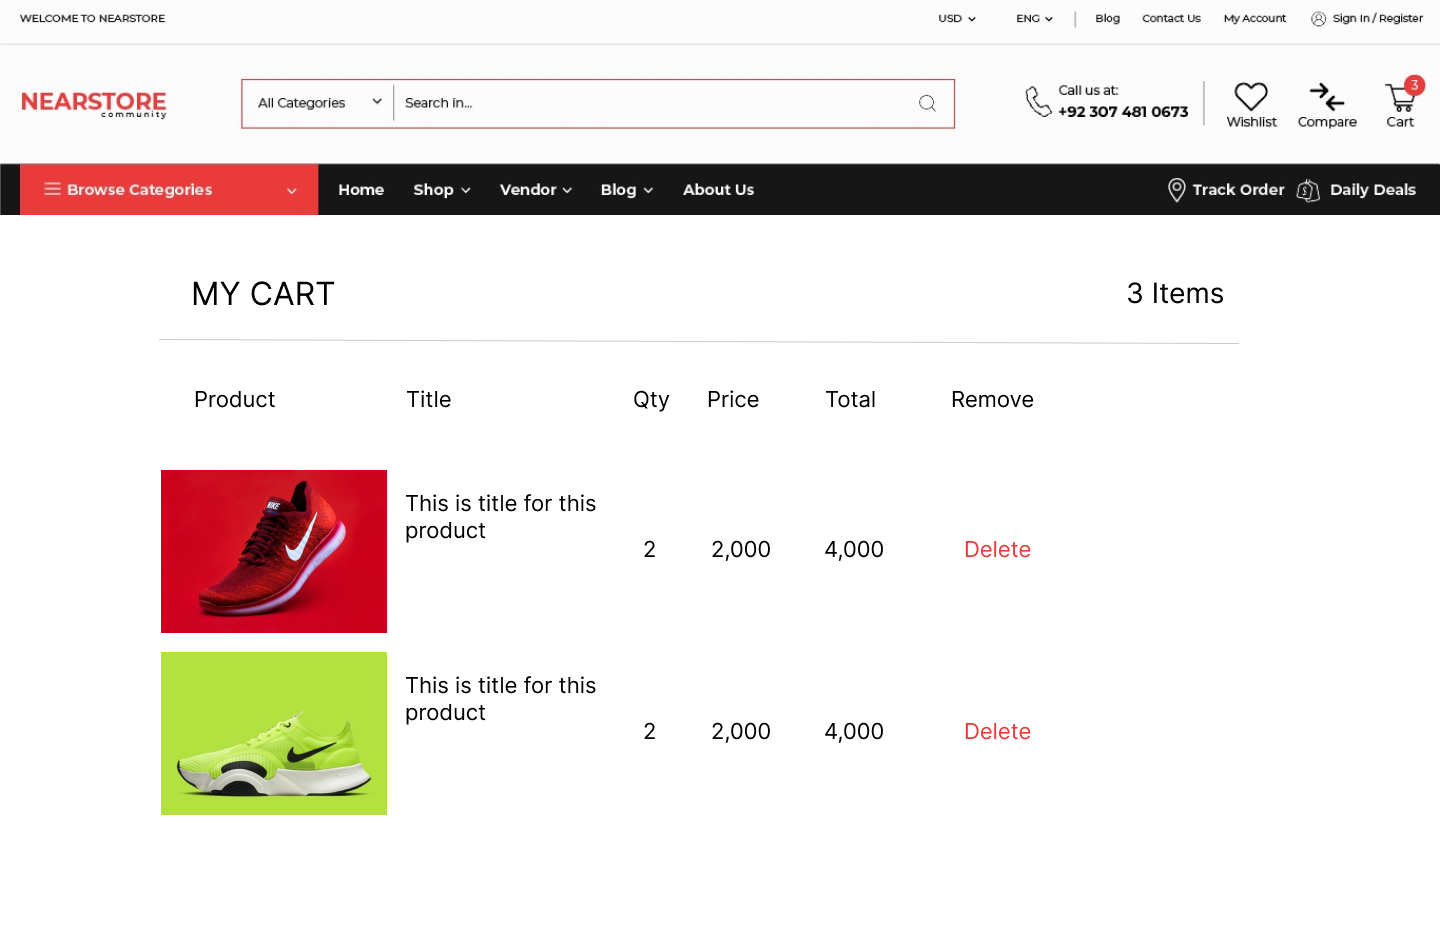 WELCOME TO NEARSTORE
USD ENG Blog Contact Us My Account Sign In / Register
NEARSTORE
community
All Categories Search in...
Call us at:
+92 307 481 0673
Wishlist Compare Cart
3
Browse Categories Home Shop Vendor Blog About Us Track Order Daily Deals
MY CART 3 Items
Product Title Qty Price Total Remove
NIKE
This is title for this
product
2 2,000 4,000 Delete
This is title for this
product
2 2,000 4,000 Delete